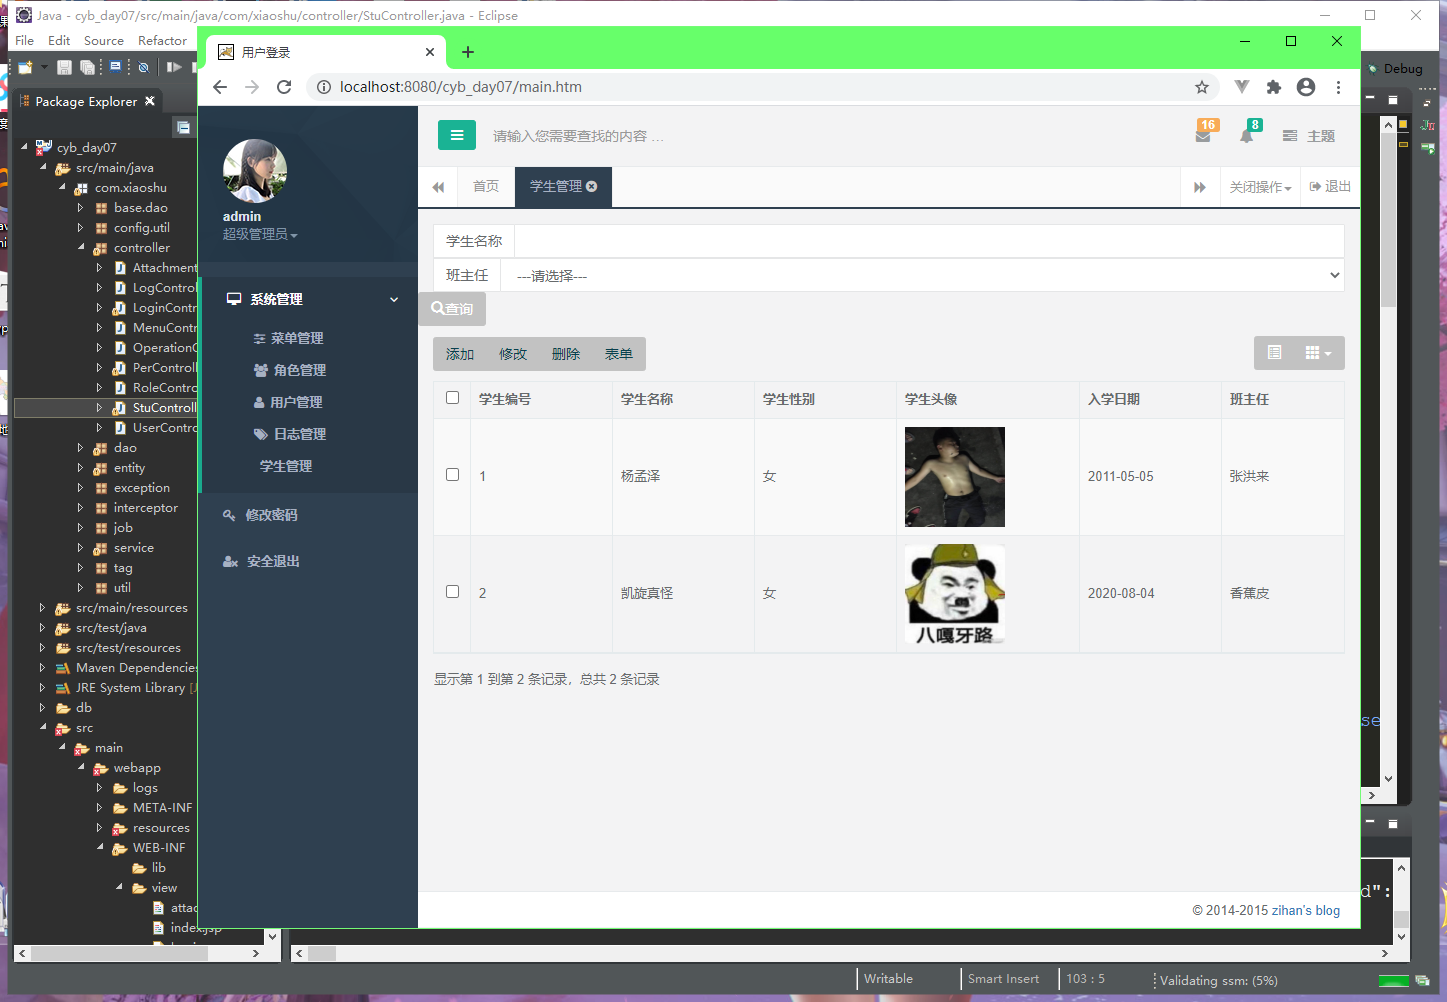 Java - cyb_day07/src/main/java/com/xiaoshu/controller/StuController.java - Eclipse
File Edit Source Refactor
Debug
Package Explorer
cyb_day07
src/main/java
com.xiaoshu
base.dao
config.util
controller
Attachment
LogContro
LoginContr
MenuContr
OperationC
PerControll
RoleContro
StuControll
UserContro
dao
entity
exception
interceptor
job
service
tag
util
src/main/resources
src/test/java
src/test/resources
Maven Dependencies
JRE System Library [J
db
src
main
webapp
logs
META-INF
resources
WEB-INF
lib
view
attac
index.jsp
用户登录
localhost:8080/cyb_day07/main.htm
admin
超级管理员
系统管理
菜单管理
角色管理
用户管理
日志管理
学生管理
修改密码
安全退出
请输入您需要查找的内容 …
16
8
主题
首页
学生管理
关闭操作
退出
学生名称
班主任 ---请选择---
查询
添加 修改 删除 表单
学生编号 学生名称 学生性别 学生头像 入学日期 班主任
1 杨孟泽 女 2011-05-05 张洪来
2 凯旋真怪 女 2020-08-04 香蕉皮
八嘎牙路
显示第 1 到第 2 条记录，总共 2 条记录
© 2014-2015 zihan's blog
se
d":
Writable Smart Insert 103 : 5 Validating ssm: (5%)